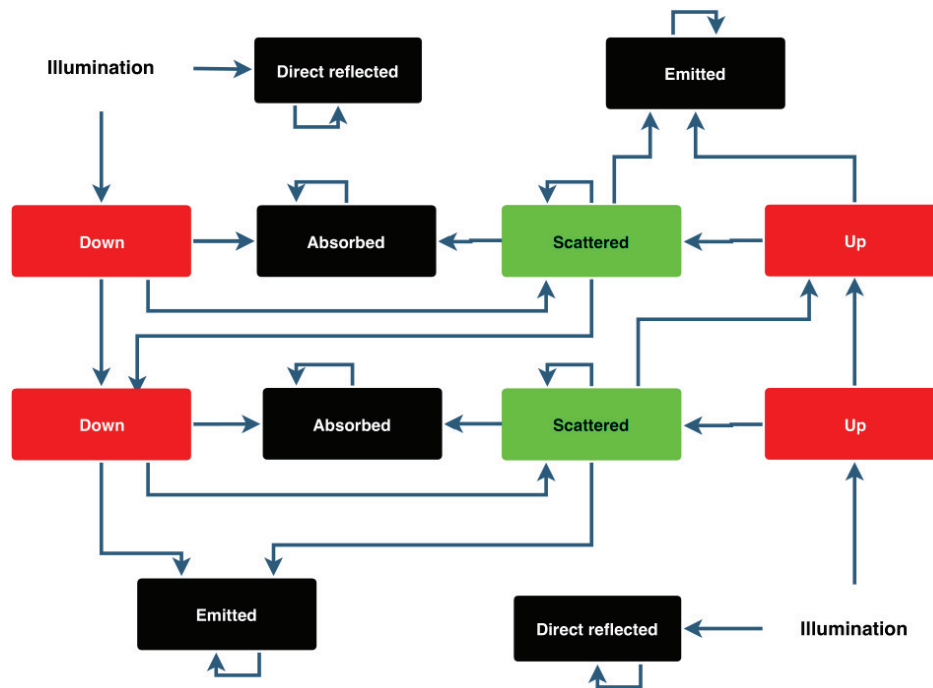 Illumination
Direct reflected
Emitted
Down
Absorbed
Scattered
Up
Down
Absorbed
Scattered
Up
Emitted
Direct reflected
Illumination